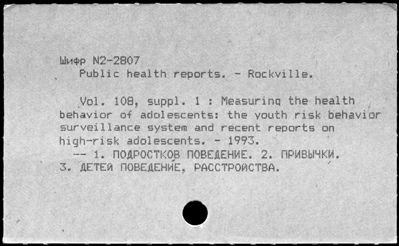 Шифр N2-2807
Public health reports. - Rockville.
Vol. 108, suppl. 1 : Measuring the health
behavior of adolescents: the youth risk behavior
surveillance system and recent reports on
high-risk adolescents. - 1993.
-- 1. ПОДРОСТКОВ ПОВЕДЕНИЕ. 2. ПРИВЫЧКИ.
3. ДЕТЕЙ ПОВЕДЕНИЕ, РАССТРОЙСТВА.